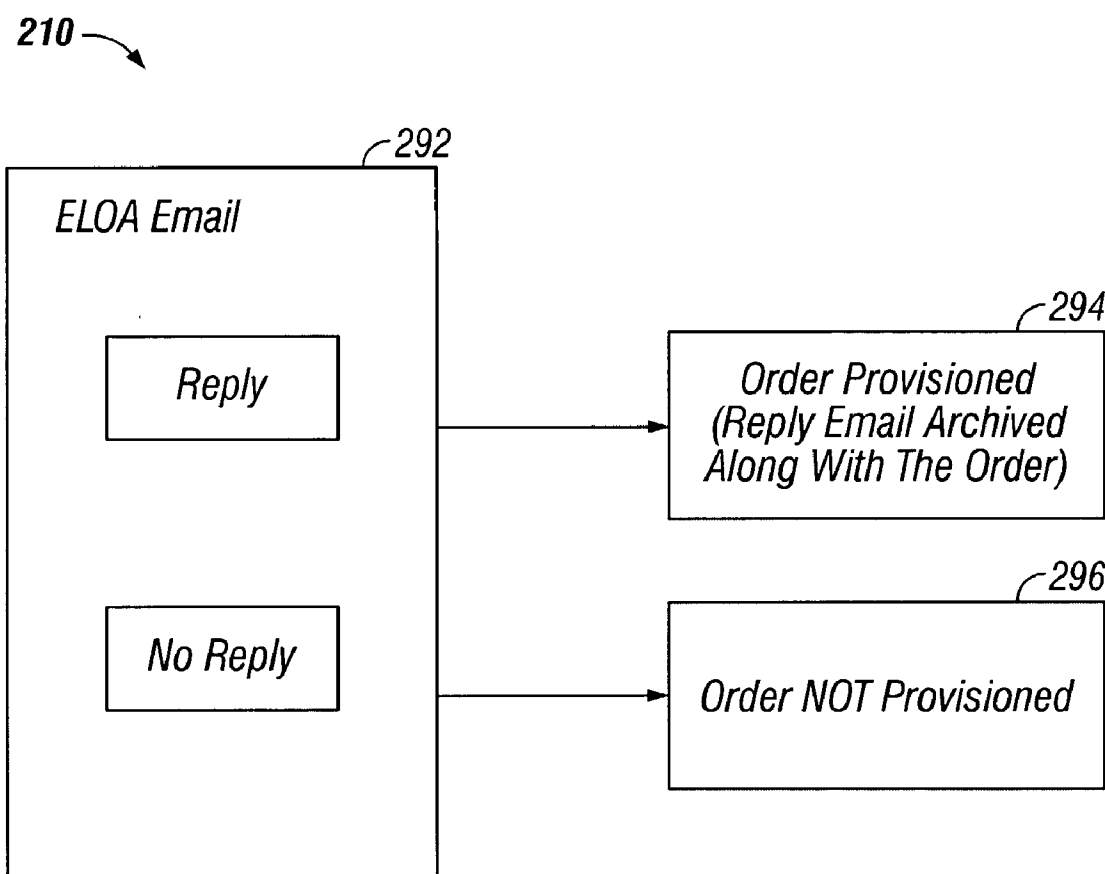 210
292
ELOA Email
Reply
294
Order Provisioned
(Reply Email Archived
Along With The Order)
No Reply
296
Order NOT Provisioned